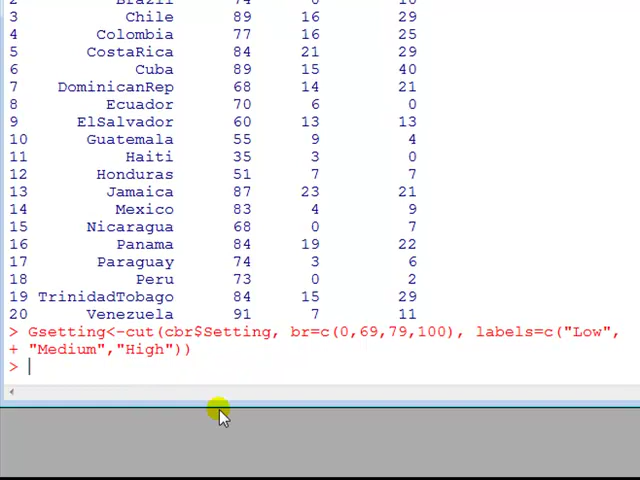 3 Chile 89 16 29
4 Colombia 77 16 25
5 CostaRica 84 21 29
6 Cuba 89 15 40
7 DominicanRep 68 14 21
8 Ecuador 70 6 0
9 ElSalvador 60 13 13
10 Guatemala 55 9 4
11 Haiti 35 3 0
12 Honduras 51 7 7
13 Jamaica 87 23 21
14 Mexico 83 4 9
15 Nicaragua 68 0 7
16 Panama 84 19 22
17 Paraguay 74 3 6
18 Peru 73 0 2
19 TrinidadTobago 84 15 29
20 Venezuela 91 7 11
> Gsetting<-cut(cbr$Setting, br=c(0,69,79,100), labels=c("Low",
+ "Medium","High"))
>